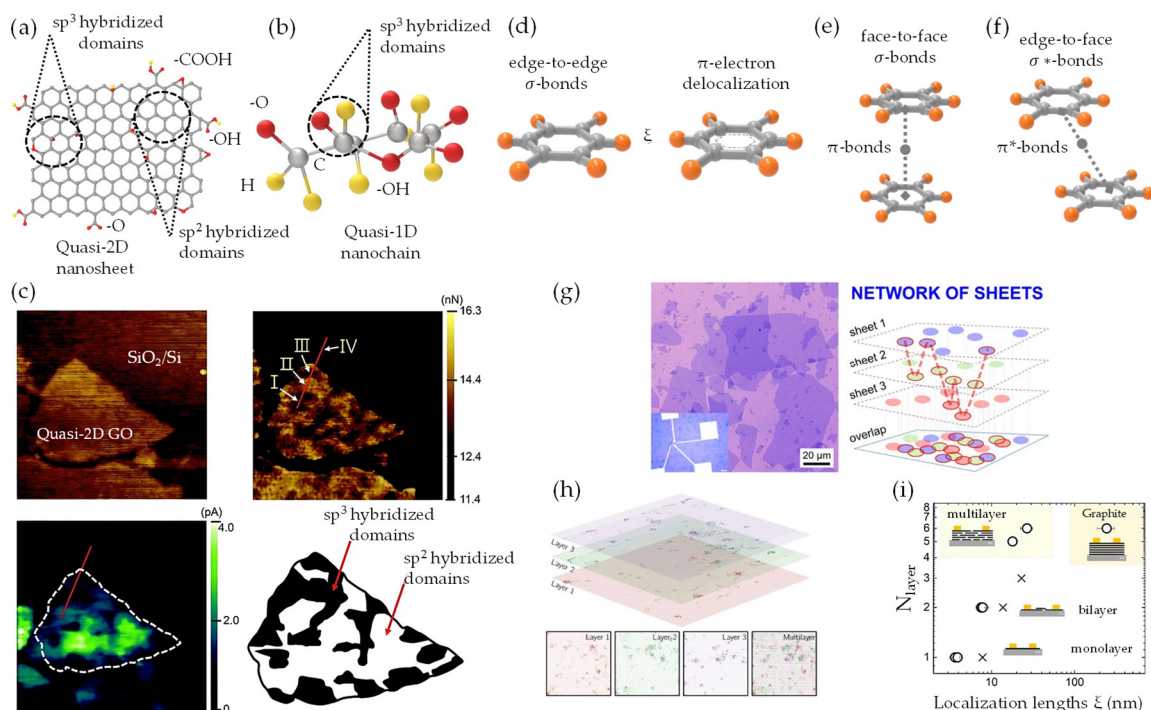 (a)
sp3 hybridized
domains
-COOH
-OH
-O
Quasi-2D
nanosheet
sp2 hybridized
domains
(b)
sp3 hybridized
domains
-O
H
C
-OH
Quasi-1D
nanochain
(d)
edge-to-edge
σ-bonds
ξ
π-electron
delocalization
(e)
face-to-face
σ-bonds
π-bonds
(f)
edge-to-face
σ*-bonds
π*-bonds
(c)
SiO2/Si
Quasi-2D GO
I
II
III
IV
(nN)
16.3
14.4
12.9
11.4
(pA)
4.0
2.0
0.0
sp3 hybridized
domains
sp2 hybridized
domains
(g)
20 μm
NETWORK OF SHEETS
sheet 1
sheet 2
sheet 3
overlap
(h)
Layer 3
Layer 2
Layer 1
Layer 1
Layer 2
Layer 3
Multilayer
(i)
8
7
6
5
4
3
2
1
Nlayer
multilayer
Graphite
bilayer
monolayer
10
100
Localization lengths ξ (nm)